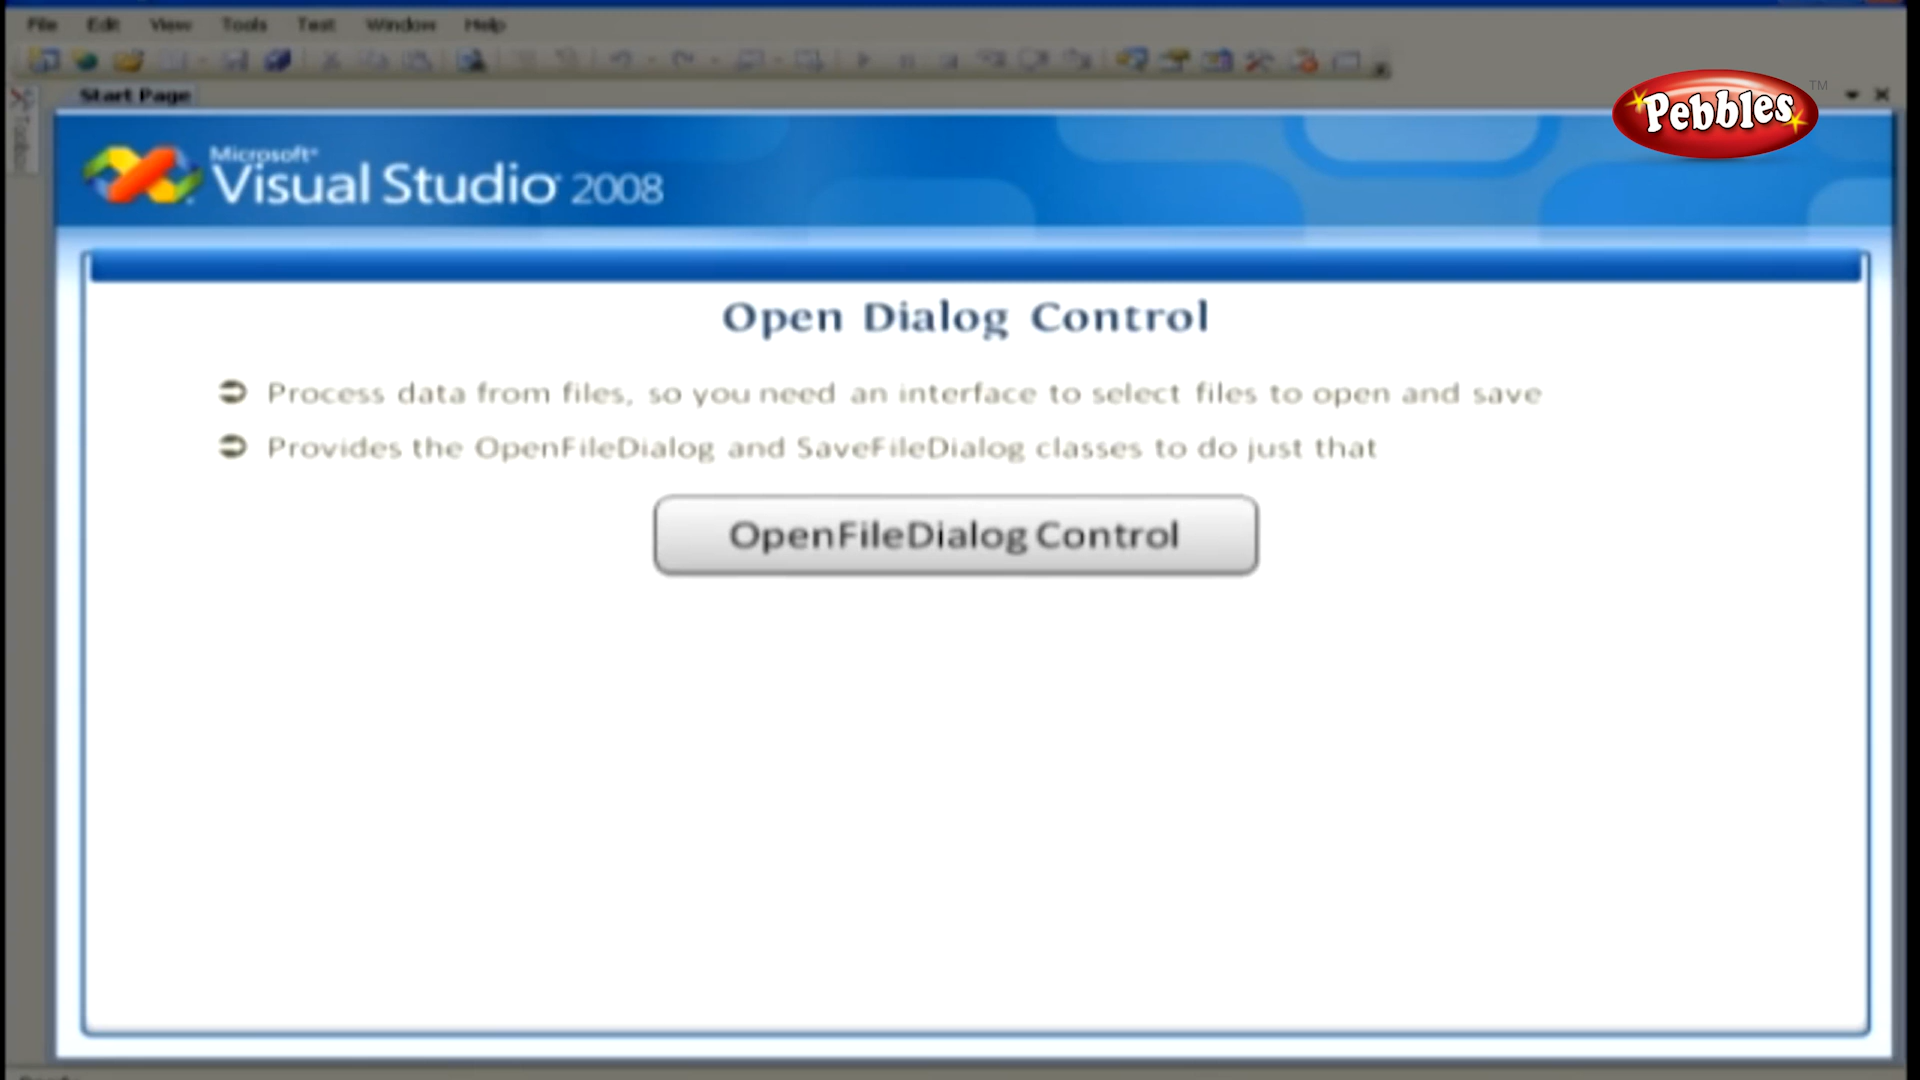 File Edit View Tools Test Window Help
Start Page
Pebbles™
Microsoft®
Visual Studio® 2008
Open Dialog Control
Process data from files, so you need an interface to select files to open and save
Provides the OpenFileDialog and SaveFileDialog classes to do just that
OpenFileDialog Control